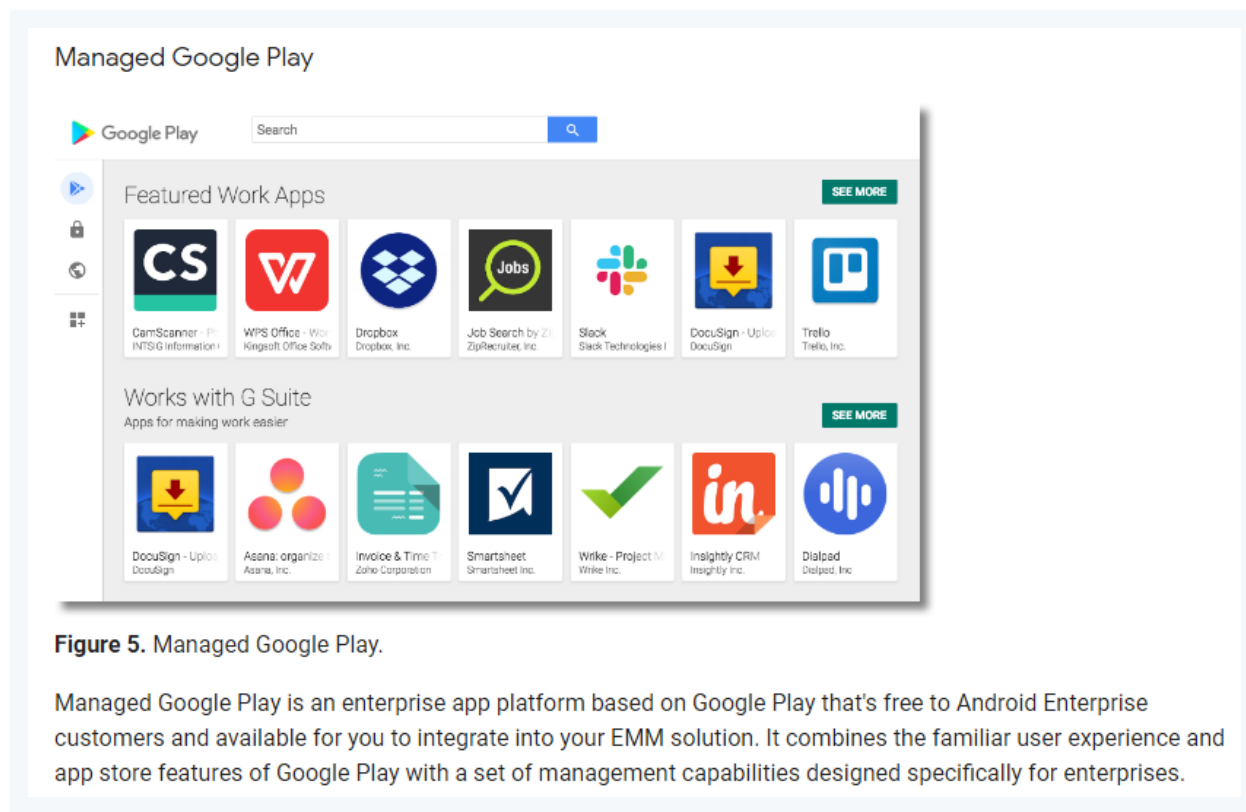 Managed Google Play
Google Play
Search
Featured Work Apps
SEE MORE
CS
Jobs
CamScanner - P
INTSIG Information
WPS Office - Wor
Kingsoft Office Softw
Dropbox
Dropbox, Inc.
Job Search by Zi
ZipRecruiter, Inc.
Slack
Slack Technologies I
DocuSign - Uploa
DocuSign
Trello
Trello, Inc.
Works with G Suite
Apps for making work easier
SEE MORE
in
DocuSign - Uploa
DocuSign
Asana: organize
Asana, Inc.
Invoice & Time T
Zoho Corporation
Smartsheet
Smartsheet Inc.
Wrike - Project M
Wrike Inc.
Insightly CRM
Insightly Inc.
Dialpad
Dialpad, Inc
Figure 5. Managed Google Play.
Managed Google Play is an enterprise app platform based on Google Play that's free to Android Enterprise
customers and available for you to integrate into your EMM solution. It combines the familiar user experience and
app store features of Google Play with a set of management capabilities designed specifically for enterprises.